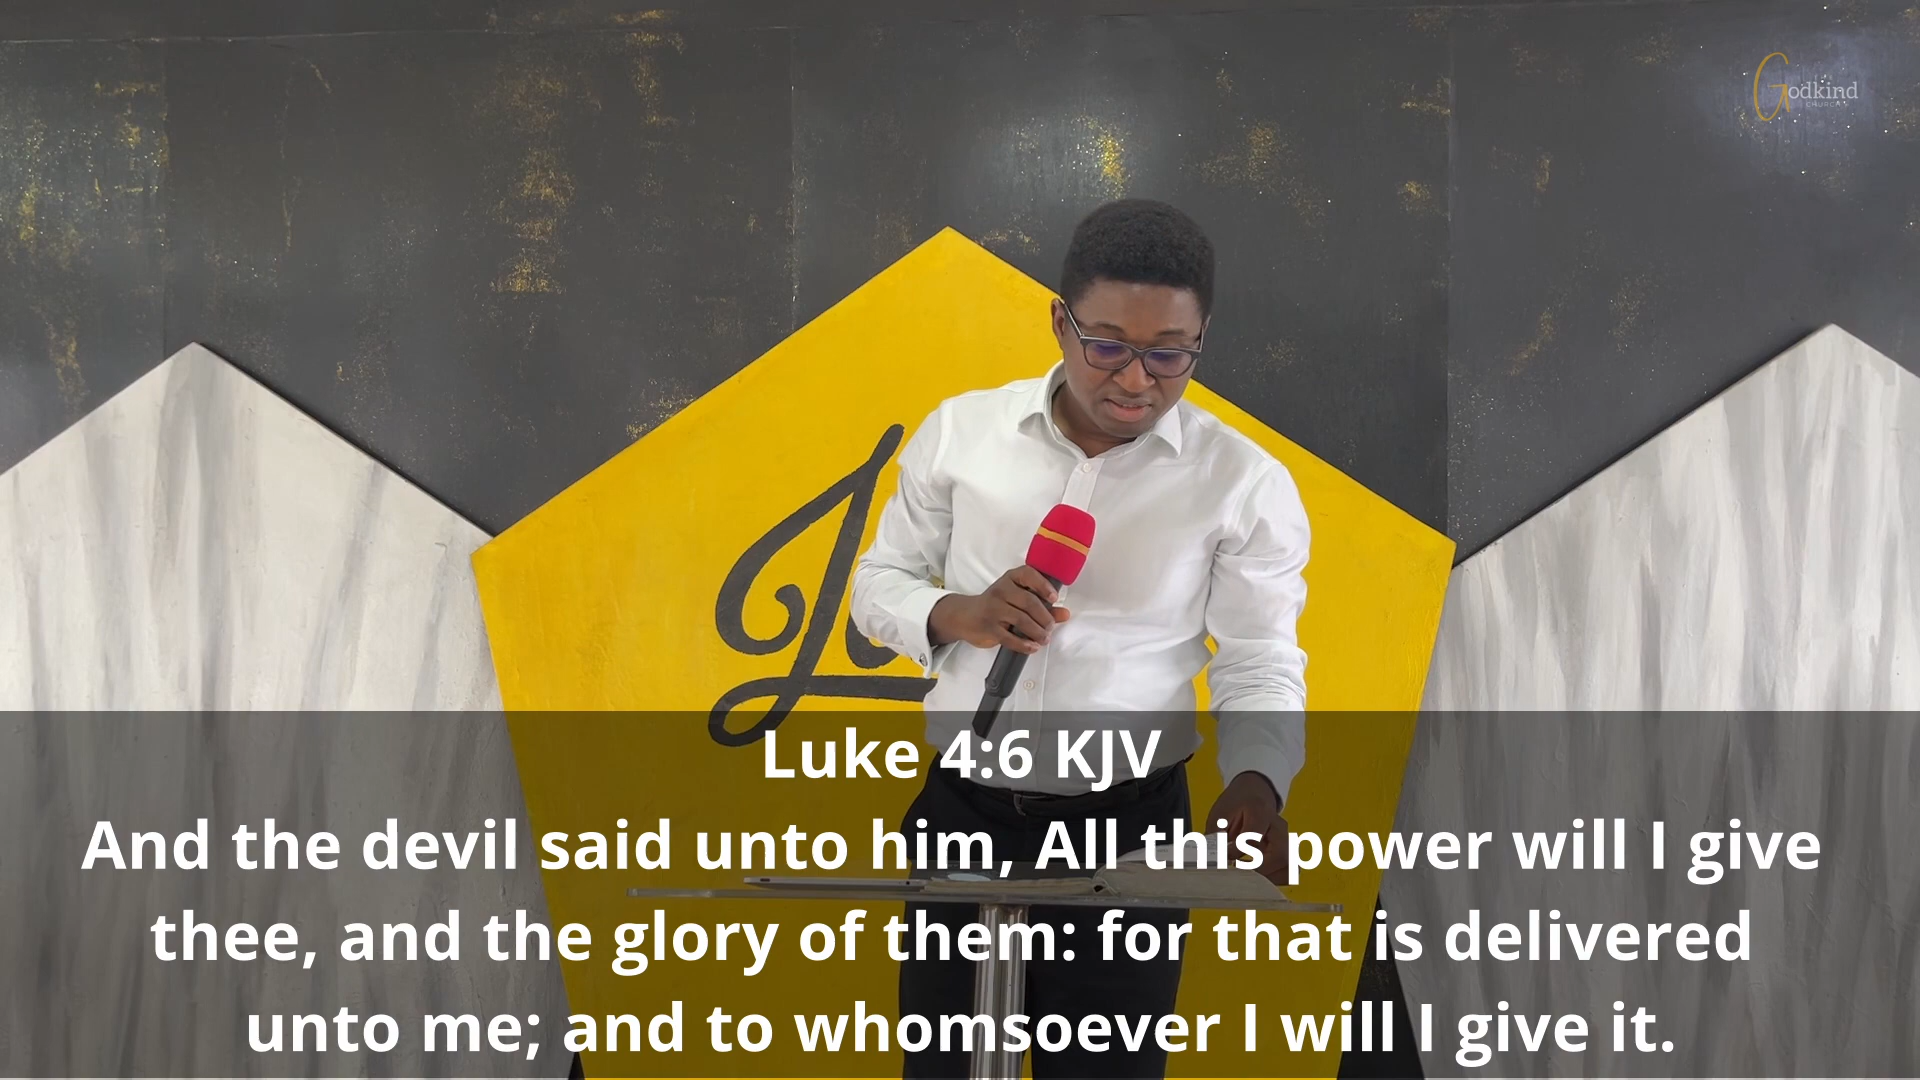 Godkind
CHURCH
Luke 4:6 KJV
And the devil said unto him, All this power will I give
thee, and the glory of them: for that is delivered
unto me; and to whomsoever I will I give it.